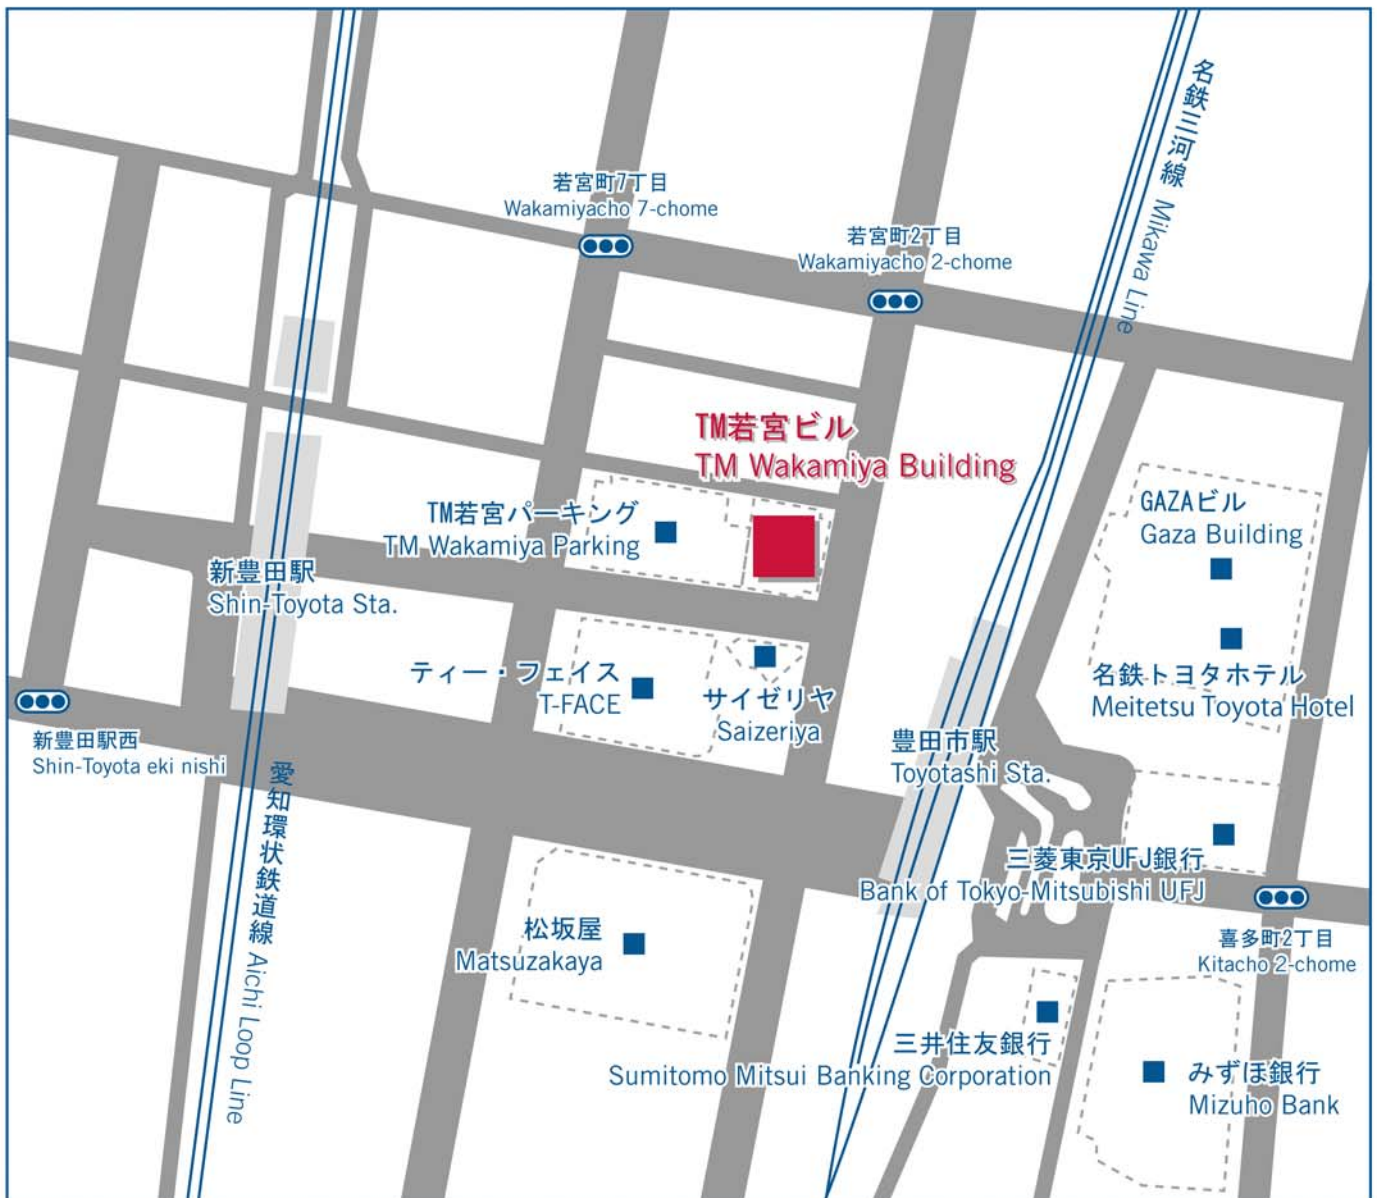 名鉄三河線 Mikawa Line
若宮町7丁目
Wakamiyacho 7-chome
若宮町2丁目
Wakamiyacho 2-chome
TM若宮ビル
TM Wakamiya Building
TM若宮パーキング
TM Wakamiya Parking
GAZAビル
Gaza Building
新豊田駅
Shin-Toyota Sta.
ティー・フェイス
T-FACE
サイゼリヤ
Saizeriya
名鉄トヨタホテル
Meitetsu Toyota Hotel
新豊田駅西
Shin-Toyota eki nishi
豊田市駅
Toyotashi Sta.
愛知環状鉄道線 Aichi Loop Line
三菱東京UFJ銀行
Bank of Tokyo-Mitsubishi UFJ
松坂屋
Matsuzakaya
喜多町2丁目
Kitacho 2-chome
三井住友銀行
Sumitomo Mitsui Banking Corporation
みずほ銀行
Mizuho Bank